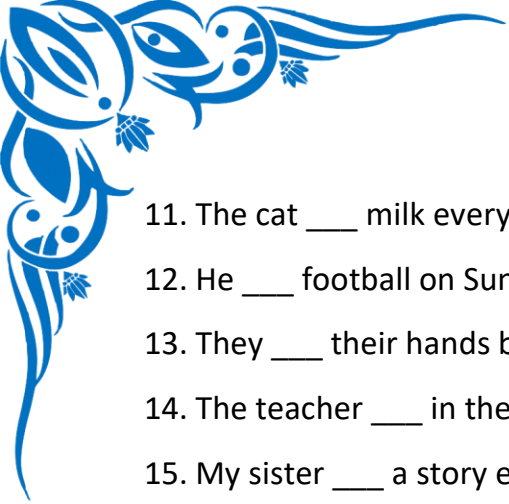 11. The cat ___ milk every
12. He ___ football on Sun
13. They ___ their hands b
14. The teacher ___ in the
15. My sister ___ a story e